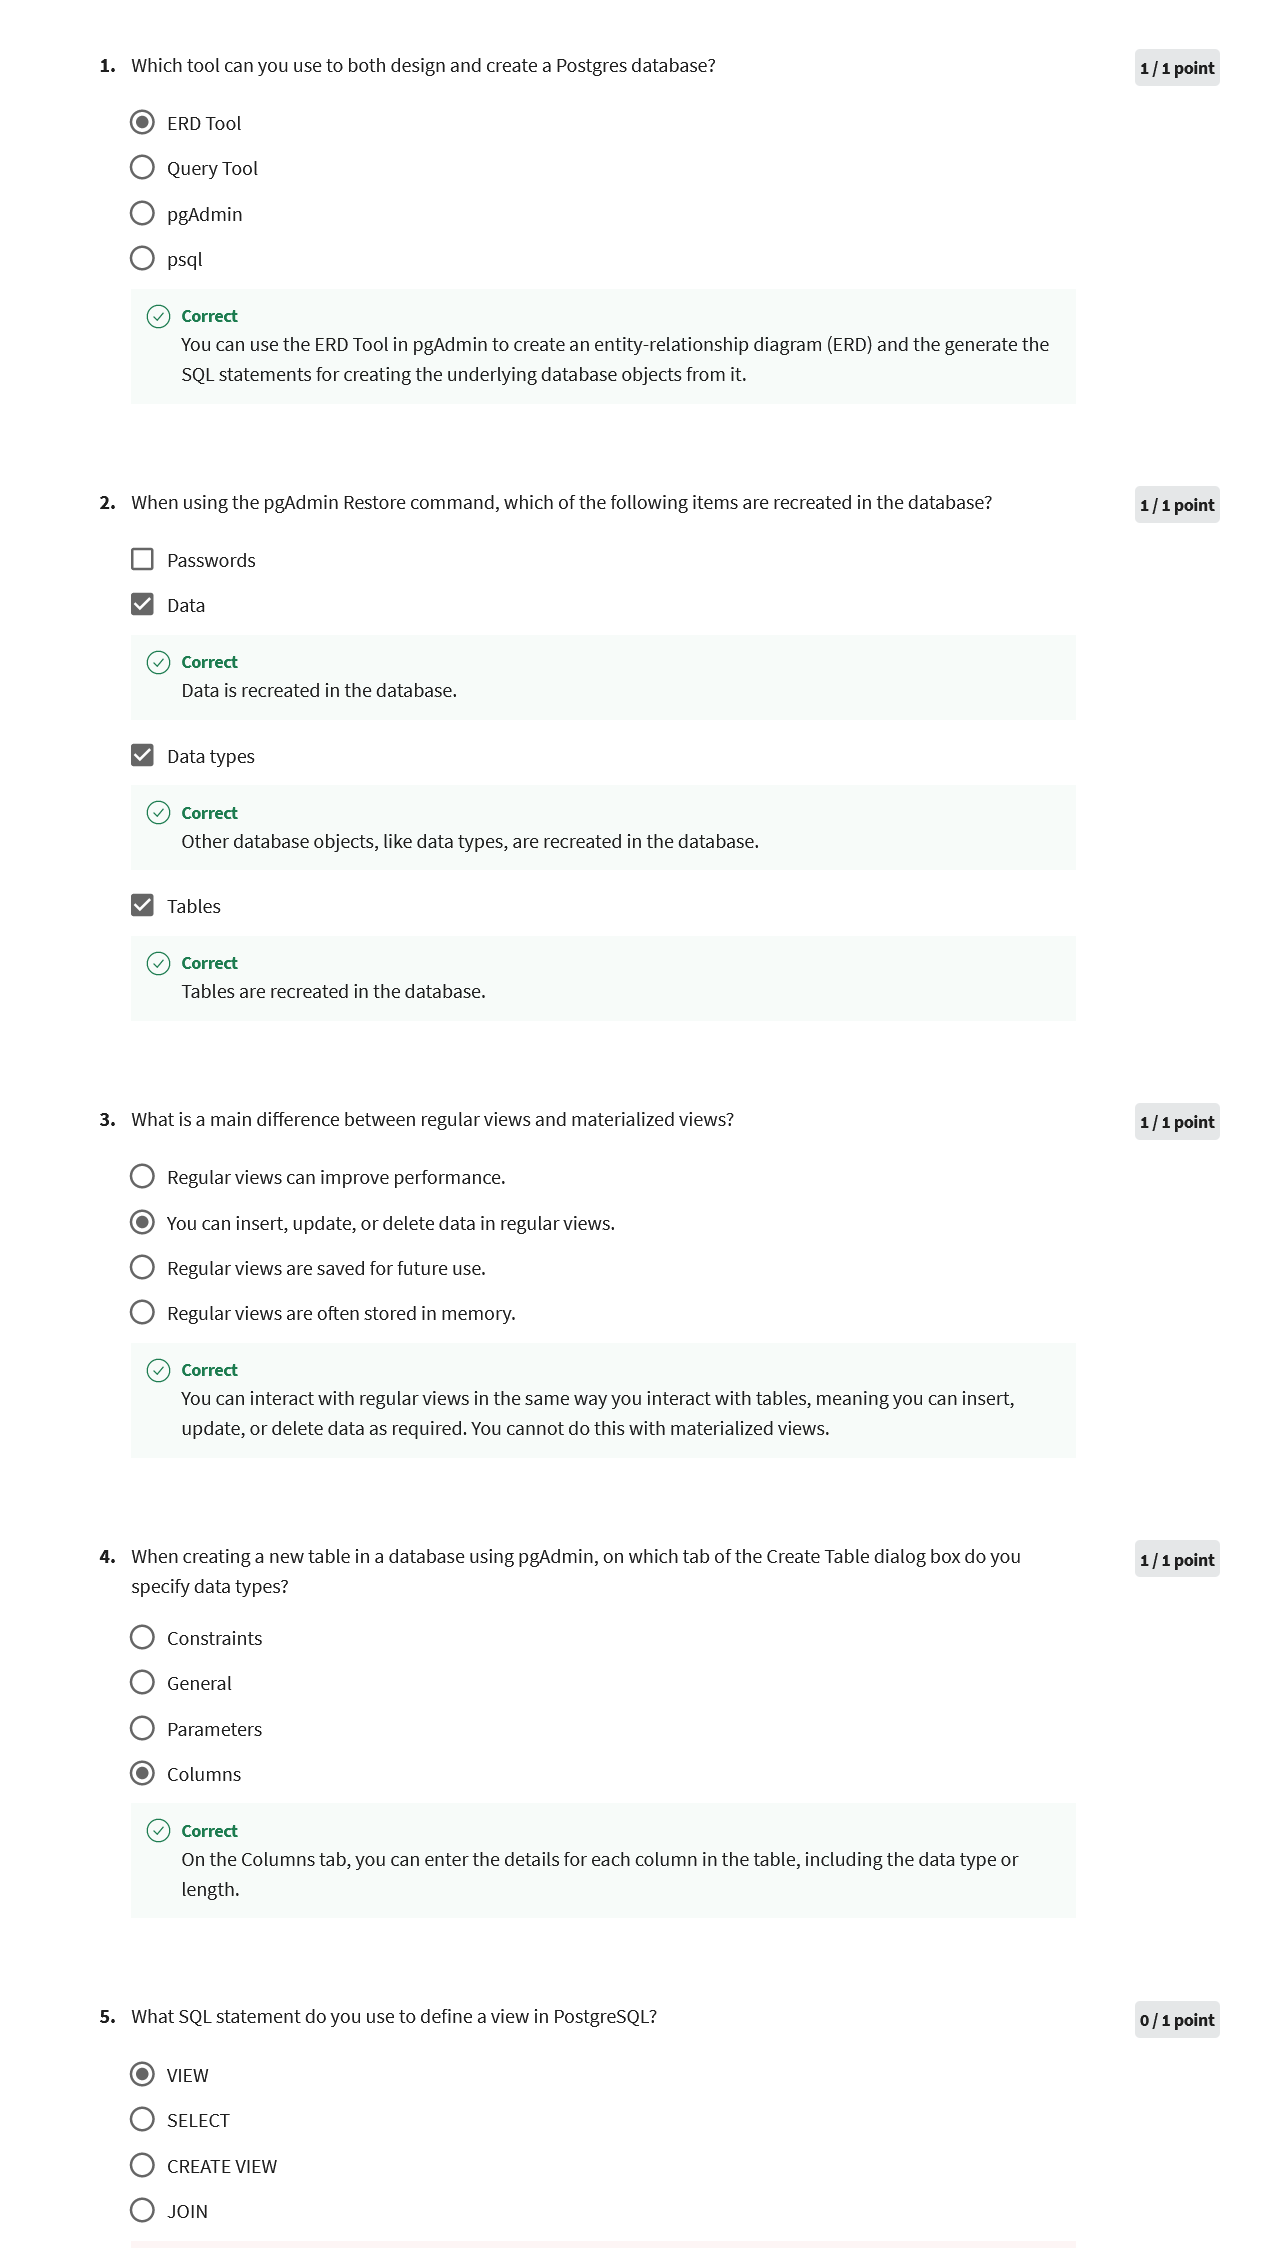 1. Which tool can you use to both design and create a Postgres database?
1 / 1 point
ERD Tool
Query Tool
pgAdmin
psql
Correct
You can use the ERD Tool in pgAdmin to create an entity-relationship diagram (ERD) and the generate the
SQL statements for creating the underlying database objects from it.
2. When using the pgAdmin Restore command, which of the following items are recreated in the database?
1 / 1 point
Passwords
Data
Correct
Data is recreated in the database.
Data types
Correct
Other database objects, like data types, are recreated in the database.
Tables
Correct
Tables are recreated in the database.
3. What is a main difference between regular views and materialized views?
1 / 1 point
Regular views can improve performance.
You can insert, update, or delete data in regular views.
Regular views are saved for future use.
Regular views are often stored in memory.
Correct
You can interact with regular views in the same way you interact with tables, meaning you can insert,
update, or delete data as required. You cannot do this with materialized views.
4. When creating a new table in a database using pgAdmin, on which tab of the Create Table dialog box do you
specify data types?
1 / 1 point
Constraints
General
Parameters
Columns
Correct
On the Columns tab, you can enter the details for each column in the table, including the data type or
length.
5. What SQL statement do you use to define a view in PostgreSQL?
0 / 1 point
VIEW
SELECT
CREATE VIEW
JOIN